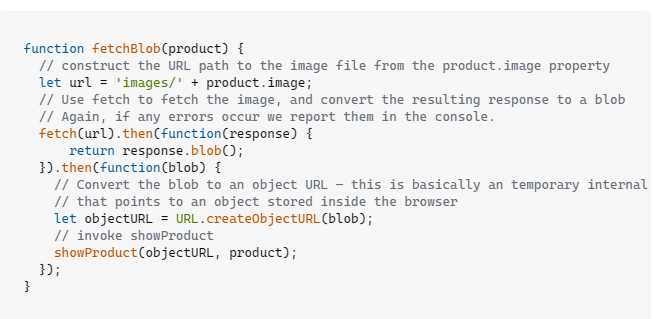 function fetchBlob(product) {
// construct the URL path to the image file from the product.image property
let url = 'images/' + product.image;
// Use fetch to fetch the image, and convert the resulting response to a blob
// Again, if any errors occur we report them in the console.
fetch(url).then(function(response) {
return response.blob();
}).then(function(blob) {
// Convert the blob to an object URL — this is basically an temporary internal
// that points to an object stored inside the browser
let objectURL = URL.createObjectURL(blob);
// invoke showProduct
showProduct(objectURL, product);
});
}